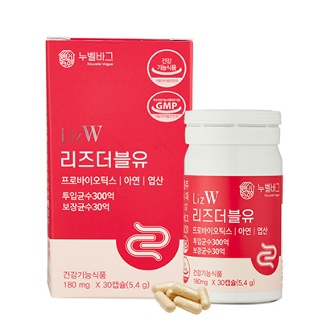 누벨바그
Nouvelle Vague
건강
기능식품
GMP
LizW
리즈더블유
프로바이오틱스 | 아연 | 엽산
투입균수300억
보장균수30억
건강기능식품
180 mg X 30캡슐(5,4 g)
누벨바그
LizW
리즈더블유
프로바이오틱스 | 아연 | 엽산
투입균수300억
보장균수30억
건강기능식품
180mg X 30캡슐(5,4 g)